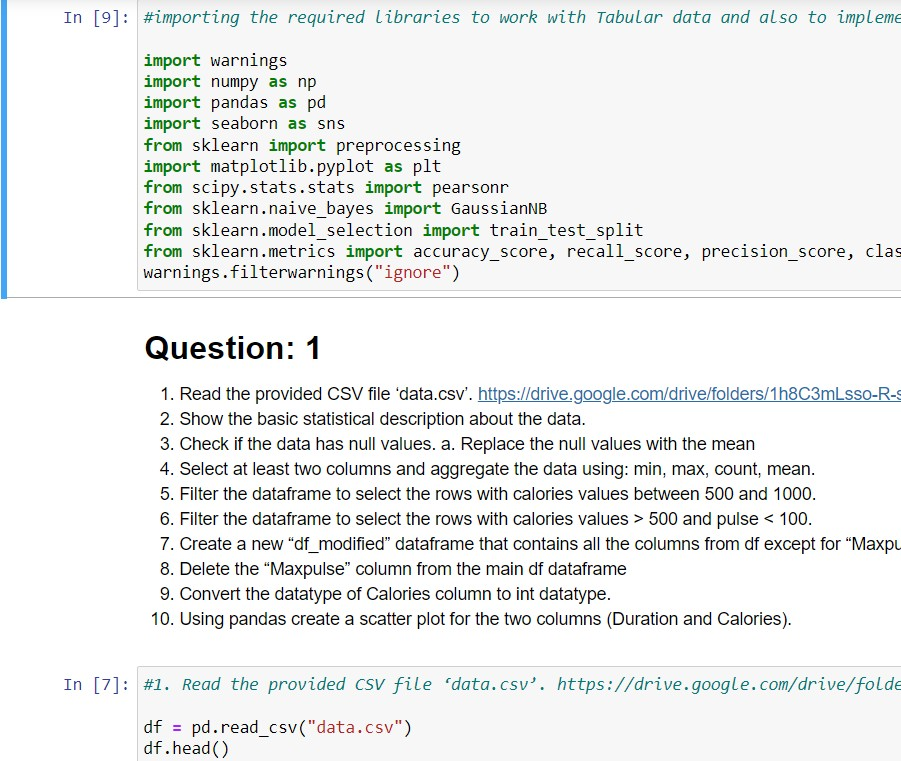 In [9]: #importing the required libraries to work with Tabular data and also to impleme
import warnings
import numpy as np
import pandas as pd
import seaborn as sns
from sklearn import preprocessing
import matplotlib.pyplot as plt
from scipy.stats.stats import pearsonr
from sklearn.naive_bayes import GaussianNB
from sklearn.model_selection import train_test_split
from sklearn.metrics import accuracy_score, recall_score, precision_score, clas
warnings.filterwarnings("ignore")
Question: 1
1. Read the provided CSV file ‘data.csv’. https://drive.google.com/drive/folders/1h8C3mLsso-R-s
2. Show the basic statistical description about the data.
3. Check if the data has null values. a. Replace the null values with the mean
4. Select at least two columns and aggregate the data using: min, max, count, mean.
5. Filter the dataframe to select the rows with calories values between 500 and 1000.
6. Filter the dataframe to select the rows with calories values > 500 and pulse < 100.
7. Create a new “df_modified” dataframe that contains all the columns from df except for “Maxpu
8. Delete the “Maxpulse” column from the main df dataframe
9. Convert the datatype of Calories column to int datatype.
10. Using pandas create a scatter plot for the two columns (Duration and Calories).
In [7]: #1. Read the provided CSV file ‘data.csv’. https://drive.google.com/drive/folde
df = pd.read_csv("data.csv")
df.head()